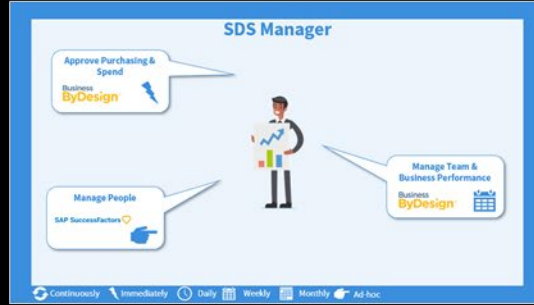 SDS Manager
Approve Purchasing &
Spend
Business
ByDesign
Manage Team &
Business Performance
Business
ByDesign
Manage People
SAP SuccessFactors
Continuously Immediately Daily Weekly Monthly Ad-hoc